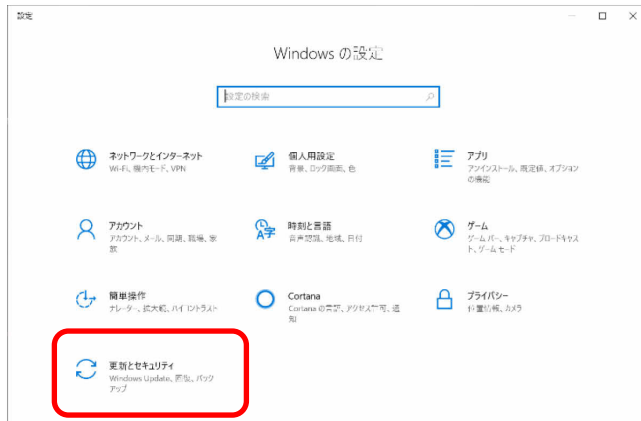 設定
Windows の設定
設定の検索
ネットワークとインターネット
Wi-Fi、機内モード、VPN
個人用設定
背景、ロック画面、色
アプリ
アンインストール、既定値、オプション
の機能
アカウント
アカウント、メール、同期、職場、家
族
時刻と言語
音声認識、地域、日付
ゲーム
ゲーム バー、キャプチャ、ブロードキャス
ト、ゲーム モード
簡単操作
ナレーター、拡大鏡、ハイ コントラスト
Cortana
Cortana の言語、アクセス許可、通
知
プライバシー
位置情報、カメラ
更新とセキュリティ
Windows Update、回復、バック
アップ